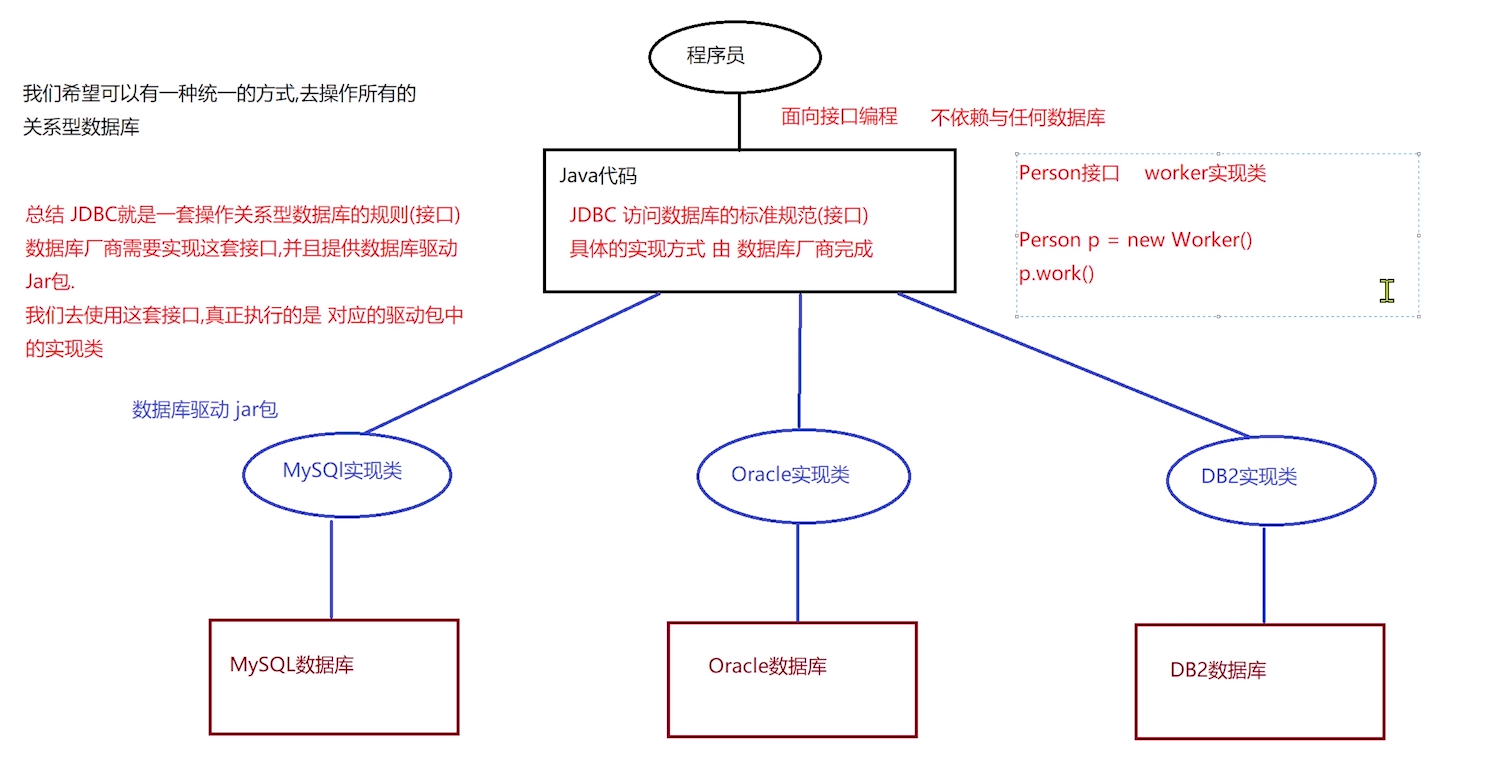 程序员
我们希望可以有一种统一的方式,去操作所有的
关系型数据库
面向接口编程 不依赖与任何数据库
Java代码
JDBC 访问数据库的标准规范(接口)
具体的实现方式 由 数据库厂商完成
Person接口 worker实现类
Person p = new Worker()
p.work()
总结 JDBC就是一套操作关系型数据库的规则(接口)
数据库厂商需要实现这套接口,并且提供数据库驱动
Jar包.
我们去使用这套接口,真正执行的是 对应的驱动包中
的实现类
数据库驱动 jar包
MySQl实现类
Oracle实现类
DB2实现类
MySQL数据库
Oracle数据库
DB2数据库